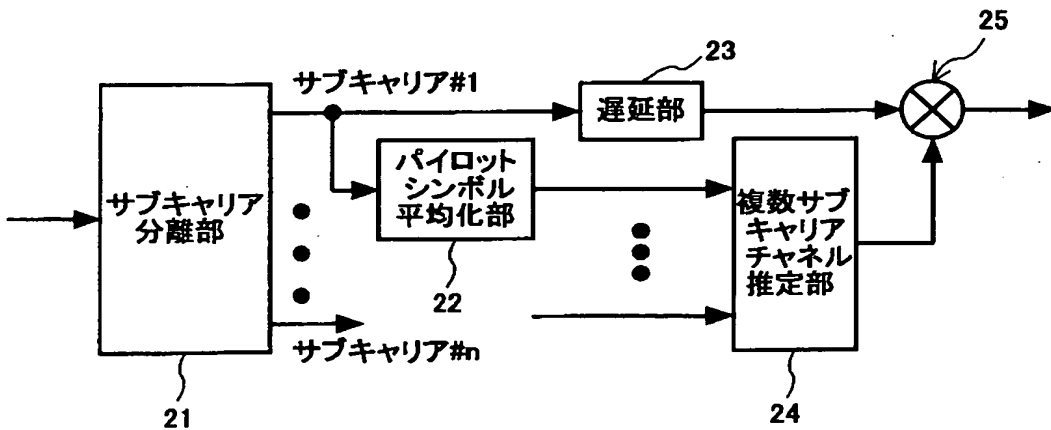 25
23
サブキャリア#1
遅延部
パイロット
シンボル
平均化部
サブキャリア
分離部
複数サブ
キャリア
チャネル
推定部
22
サブキャリア#n
21
24